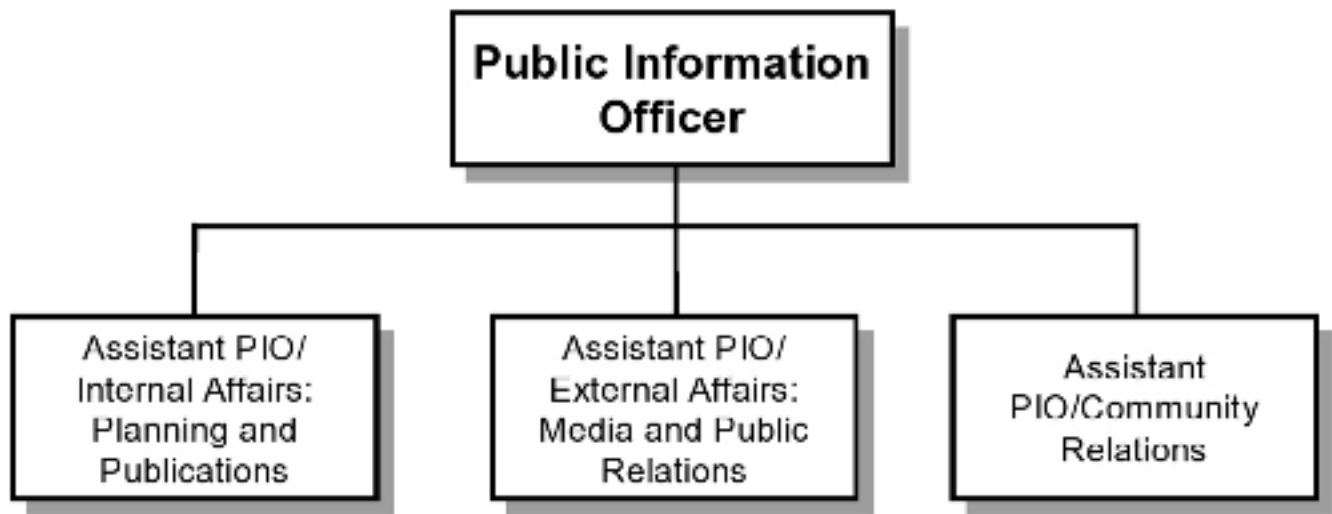 Public Information
Officer
Assistant PIO/
Internal Affairs:
Planning and
Publications
Assistant PIO/
External Affairs:
Media and Public
Relations
Assistant
PIO/Community
Relations